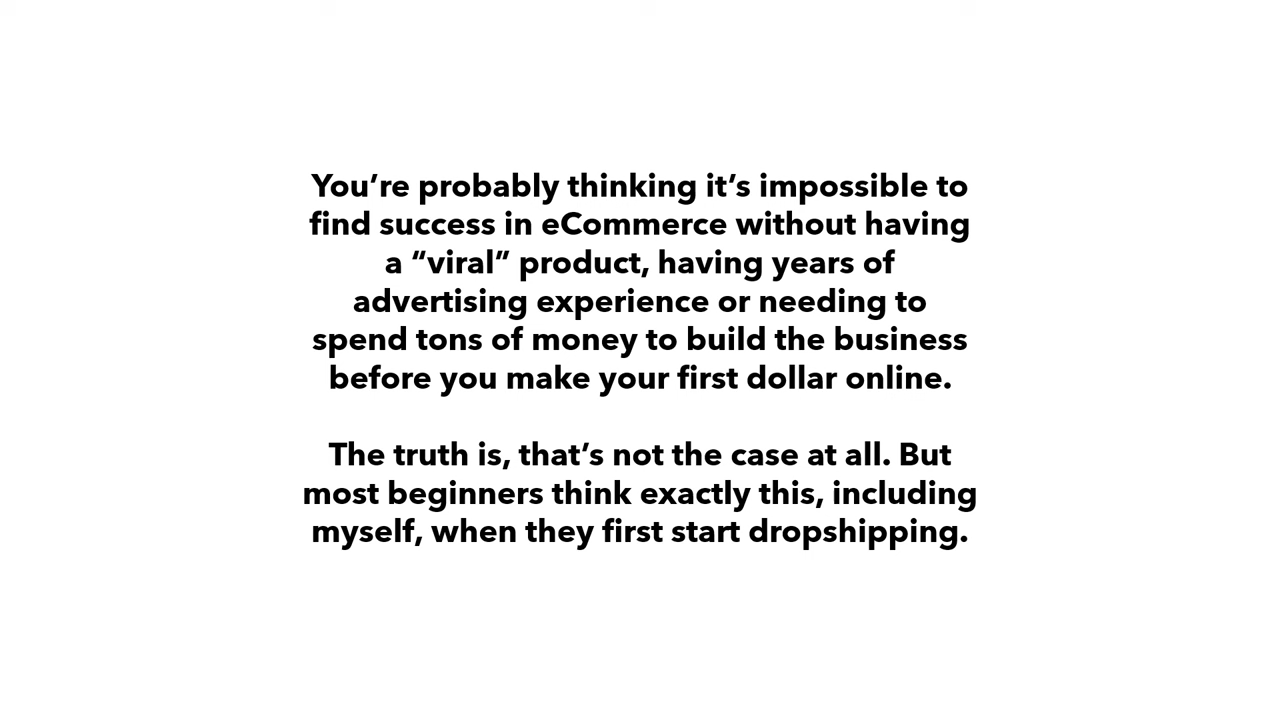 You’re probably thinking it’s impossible to
find success in eCommerce without having
a “viral” product, having years of
advertising experience or needing to
spend tons of money to build the business
before you make your first dollar online.
The truth is, that’s not the case at all. But
most beginners think exactly this, including
myself, when they first start dropshipping.